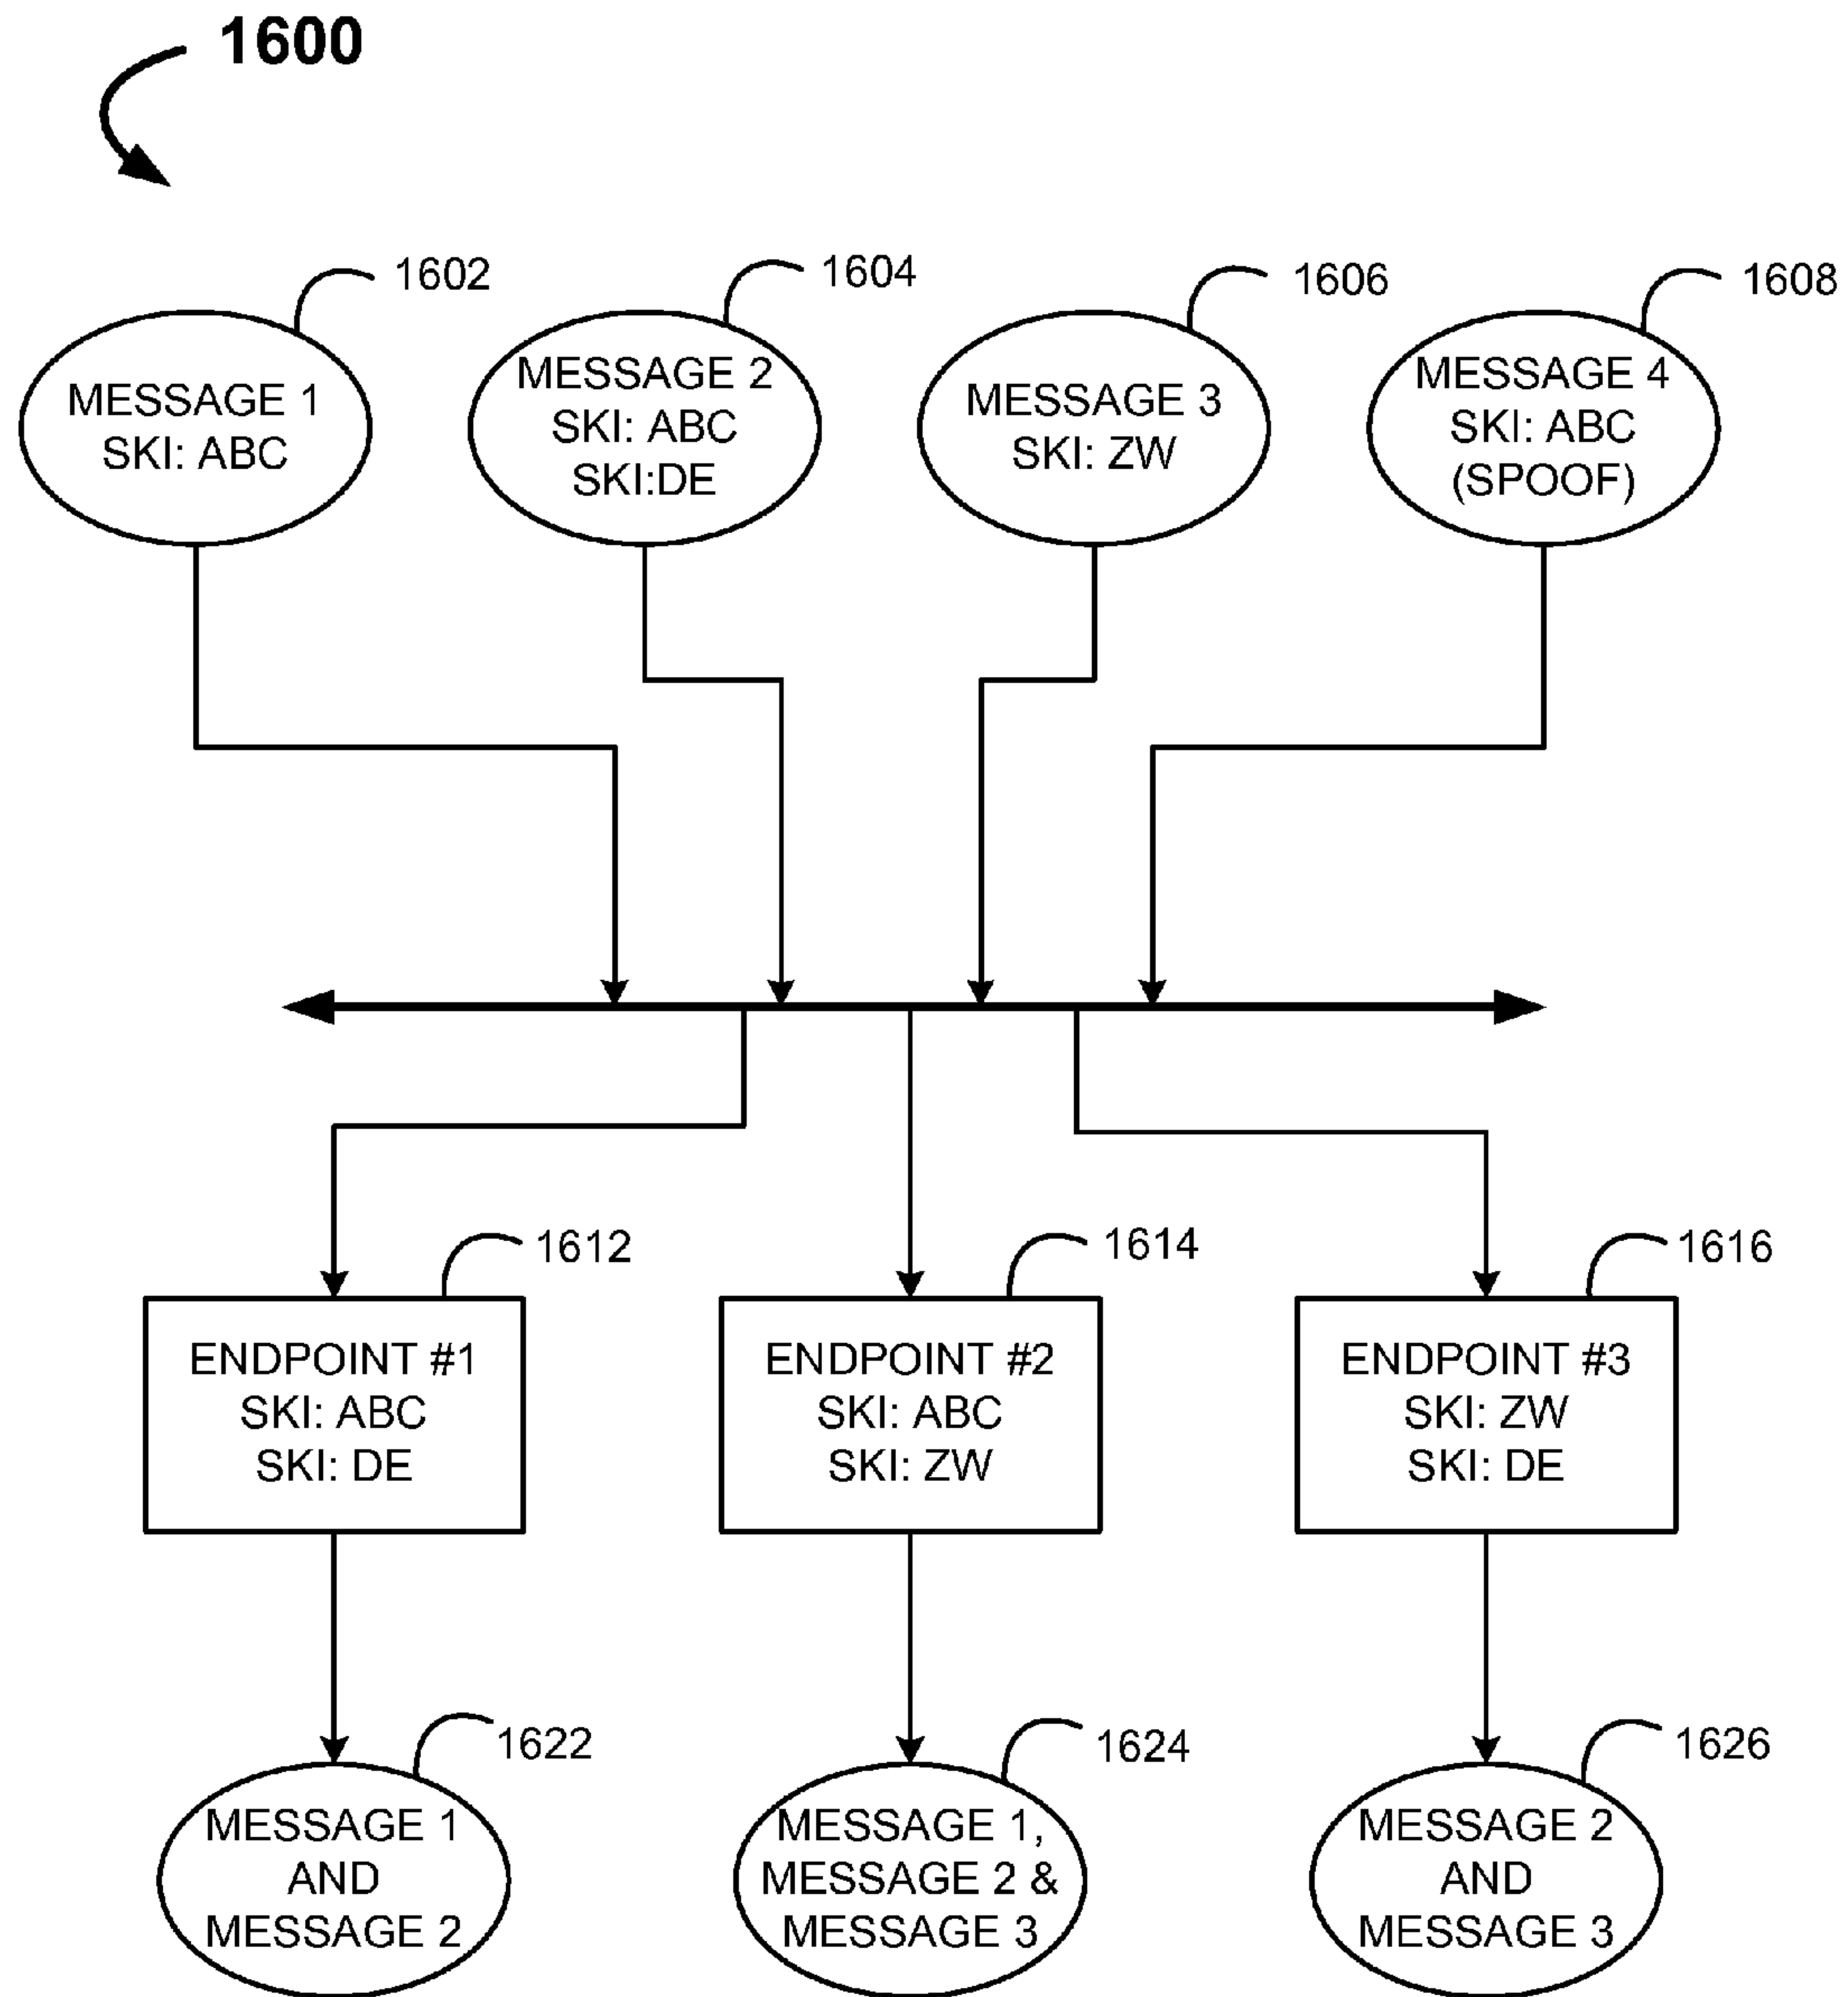 1600
1602
1604
1606
1608
MESSAGE 1
SKI: ABC
MESSAGE 2
SKI: ABC
SKI:DE
MESSAGE 3
SKI: ZW
MESSAGE 4
SKI: ABC
(SPOOF)
1612
1614
1616
ENDPOINT #1
SKI: ABC
SKI: DE
ENDPOINT #2
SKI: ABC
SKI: ZW
ENDPOINT #3
SKI: ZW
SKI: DE
1622
1624
1626
MESSAGE 1
AND
MESSAGE 2
MESSAGE 1,
MESSAGE 2 &
MESSAGE 3
MESSAGE 2
AND
MESSAGE 3